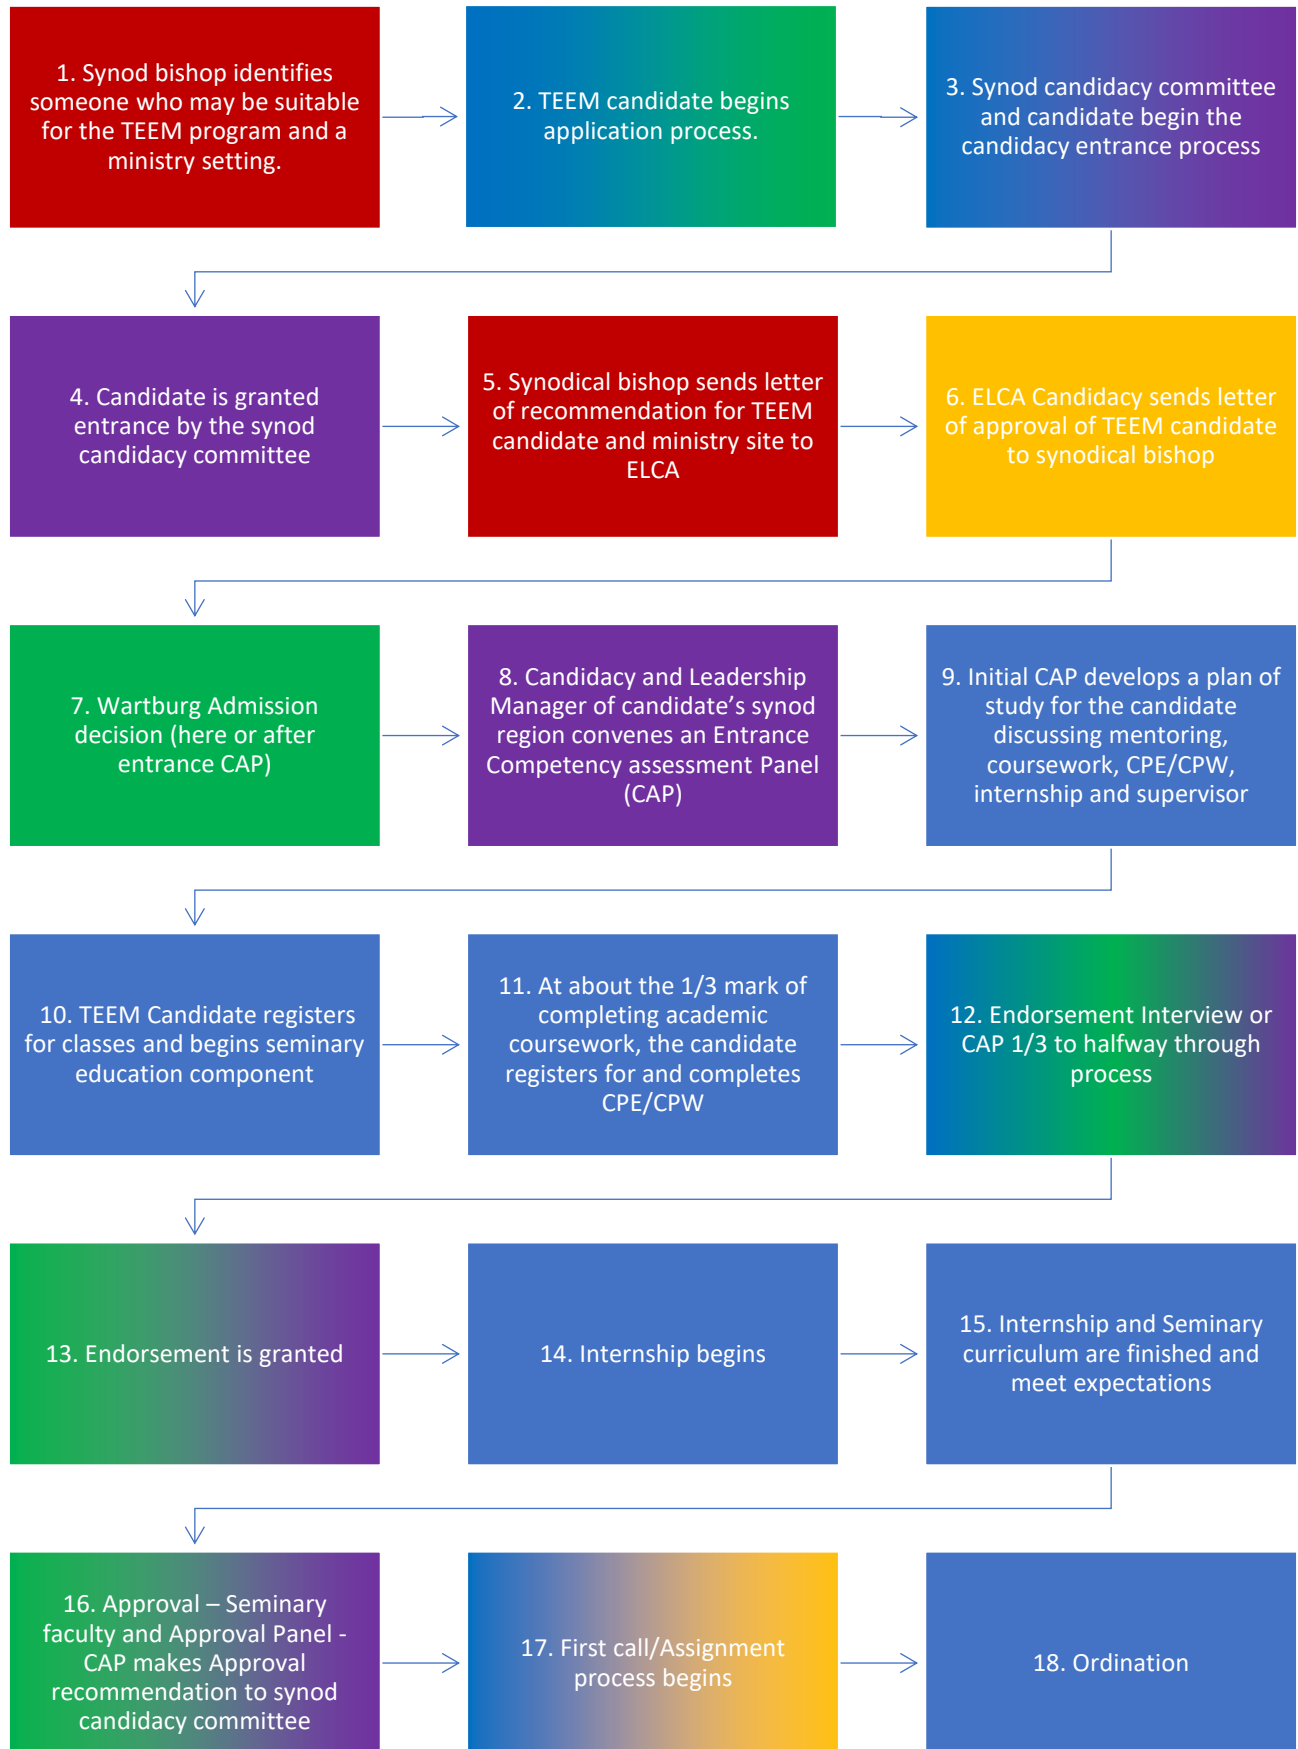 1. Synod bishop identifies
someone who may be suitable
for the TEEM program and a
ministry setting.
2. TEEM candidate begins
application process.
3. Synod candidacy committee
and candidate begin the
candidacy entrance process
4. Candidate is granted
entrance by the synod
candidacy committee
5. Synodical bishop sends letter
of recommendation for TEEM
candidate and ministry site to
ELCA
6. ELCA Candidacy sends letter
of approval of TEEM candidate
to synodical bishop
7. Wartburg Admission
decision (here or after
entrance CAP)
8. Candidacy and Leadership
Manager of candidate’s synod
region convenes an Entrance
Competency assessment Panel
(CAP)
9. Initial CAP develops a plan of
study for the candidate
discussing mentoring,
coursework, CPE/CPW,
internship and supervisor
10. TEEM Candidate registers
for classes and begins seminary
education component
11. At about the 1/3 mark of
completing academic
coursework, the candidate
registers for and completes
CPE/CPW
12. Endorsement Interview or
CAP 1/3 to halfway through
process
13. Endorsement is granted
14. Internship begins
15. Internship and Seminary
curriculum are finished and
meet expectations
16. Approval – Seminary
faculty and Approval Panel -
CAP makes Approval
recommendation to synod
candidacy committee
17. First call/Assignment
process begins
18. Ordination